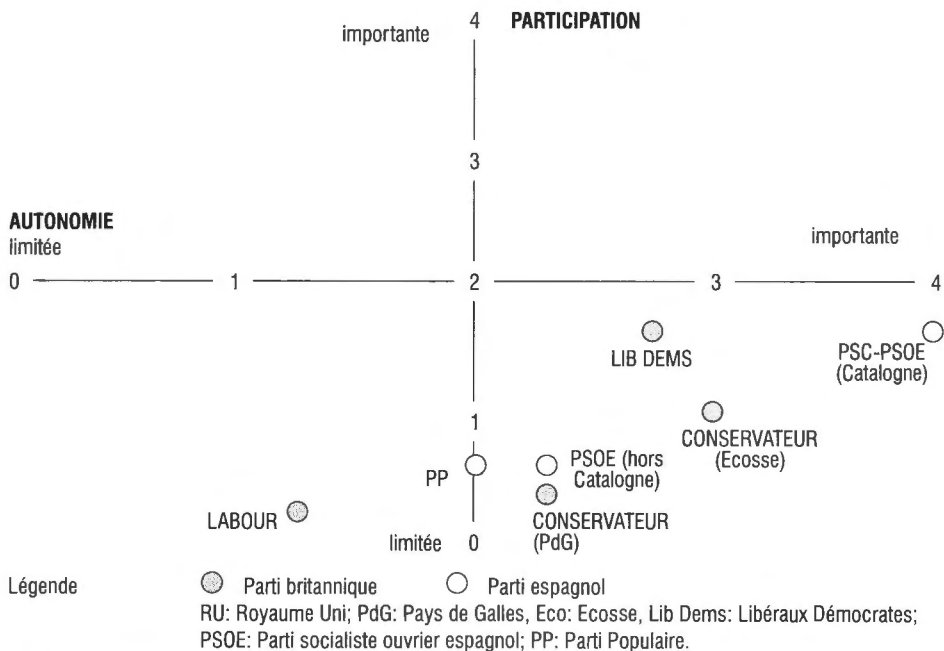 importante 4 PARTICIPATION
3
AUTONOMIE
limitée
importante
0 1 2 3 4
LIB DEMS
PSC-PSOE
(Catalogne)
1
CONSERVATEUR
(Ecosse)
PP
PSOE (hors
Catalogne)
LABOUR
CONSERVATEUR
(PdG)
limitée 0
Légende Parti britannique Parti espagnol
RU: Royaume Uni; PdG: Pays de Galles, Eco: Ecosse, Lib Dems: Libéraux Démocrates;
PSOE: Parti socialiste ouvrier espagnol; PP: Parti Populaire.